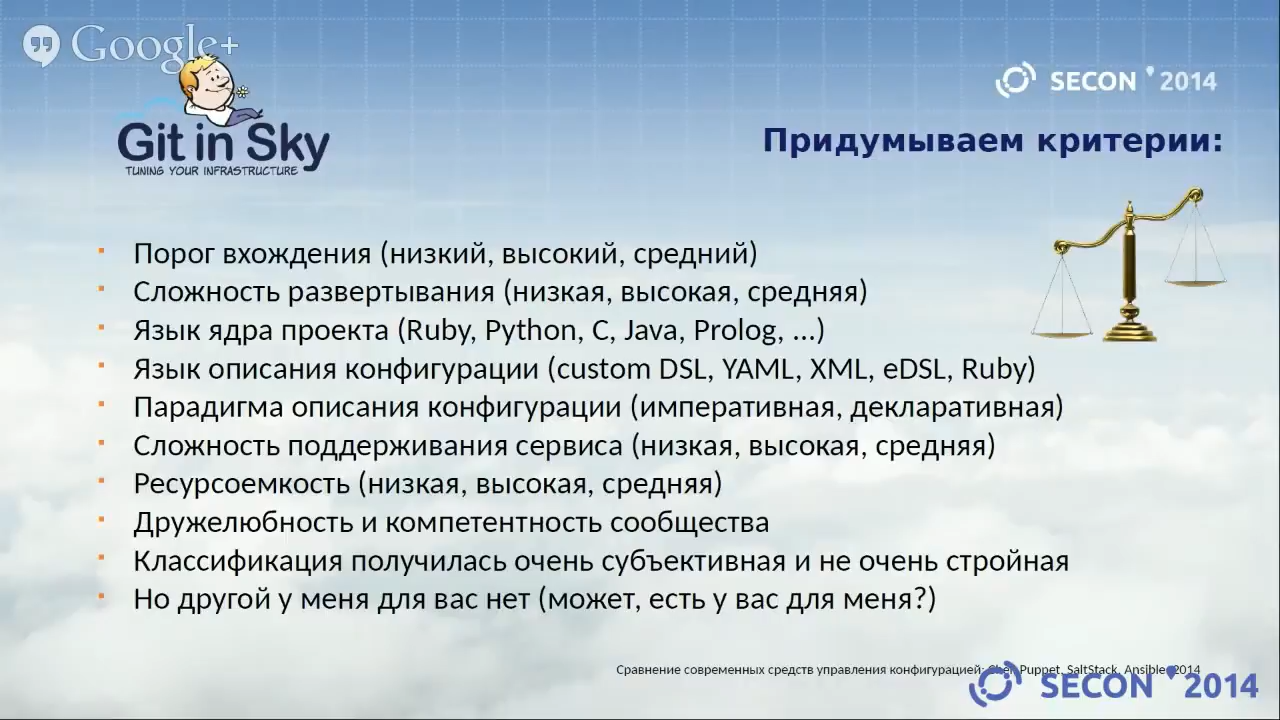 Google+
SECON 2014
Git in Sky
TUNING YOUR INFRASTRUCTURE
Придумываем критерии:
Порог вхождения (низкий, высокий, средний)
Сложность развертывания (низкая, высокая, средняя)
Язык ядра проекта (Ruby, Python, C, Java, Prolog, ...)
Язык описания конфигурации (custom DSL, YAML, XML, eDSL, Ruby)
Парадигма описания конфигурации (императивная, декларативная)
Сложность поддерживания сервиса (низкая, высокая, средняя)
Ресурсоемкость (низкая, высокая, средняя)
Дружелюбность и компетентность сообщества
Классификация получилась очень субъективная и не очень стройная
Но другой у меня для вас нет (может, есть у вас для меня?)
Сравнение современных средств управления конфигурацией: Puppet, SaltStack, Ansible 2014
SECON 2014